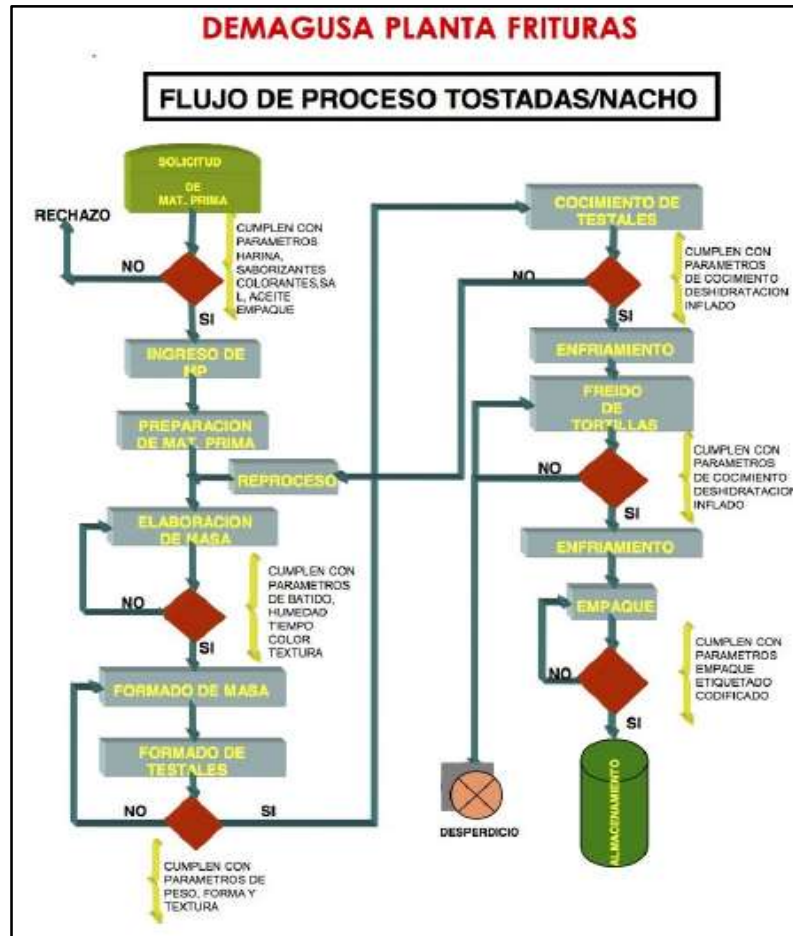 DEMAGUSA PLANTA FRITURAS
FLUJO DE PROCESO TOSTADAS/NACHO
SOLICITUD
DE
MAT. PRIMA
RECHAZO
CUMPLEN CON
PARAMETROS
HARINA,
SABORIZANTES
COLORANTES,SA
L, ACEITE
EMPAQUE
NO
SI
INGRESO DE
MP
PREPARACION
DE MAT. PRIMA
REPROCESO
ELABORACION
DE MASA
CUMPLEN CON
PARAMETROS
DE BATIDO,
HUMEDAD
TIEMPO
COLOR
TEXTURA
NO
SI
FORMADO DE MASA
FORMADO DE
TESTALES
NO
SI
CUMPLEN CON
PARAMETROS DE
PESO, FORMA Y
TEXTURA
COCIMIENTO DE
TESTALES
CUMPLEN CON
PARAMETROS
DE COCIMIENTO
DESHIDRATACION
INFLADO
NO
SI
ENFRIAMIENTO
FREIDO
DE
TORTILLAS
CUMPLEN CON
PARAMETROS
DE COCIMIENTO
DESHIDRATACION
INFLADO
NO
SI
ENFRIAMIENTO
EMPAQUE
CUMPLEN CON
PARAMETROS
EMPAQUE
ETIQUETADO
CODIFICADO
NO
SI
DESPERDICIO
ALMACENAMIENTO